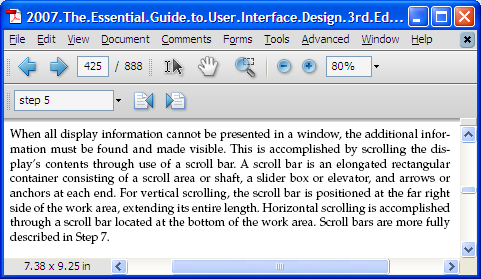 2007.The.Essential.Guide.to.User.Interface.Design.3rd.Ed...
File Edit View Document Comments Forms Tools Advanced Window Help
425 / 888 80%
step 5
When all display information cannot be presented in a window, the additional infor-
mation must be found and made visible. This is accomplished by scrolling the dis-
play's contents through use of a scroll bar. A scroll bar is an elongated rectangular
container consisting of a scroll area or shaft, a slider box or elevator, and arrows or
anchors at each end. For vertical scrolling, the scroll bar is positioned at the far right
side of the work area, extending its entire length. Horizontal scrolling is accomplished
through a scroll bar located at the bottom of the work area. Scroll bars are more fully
described in Step 7.
7.38 x 9.25 in